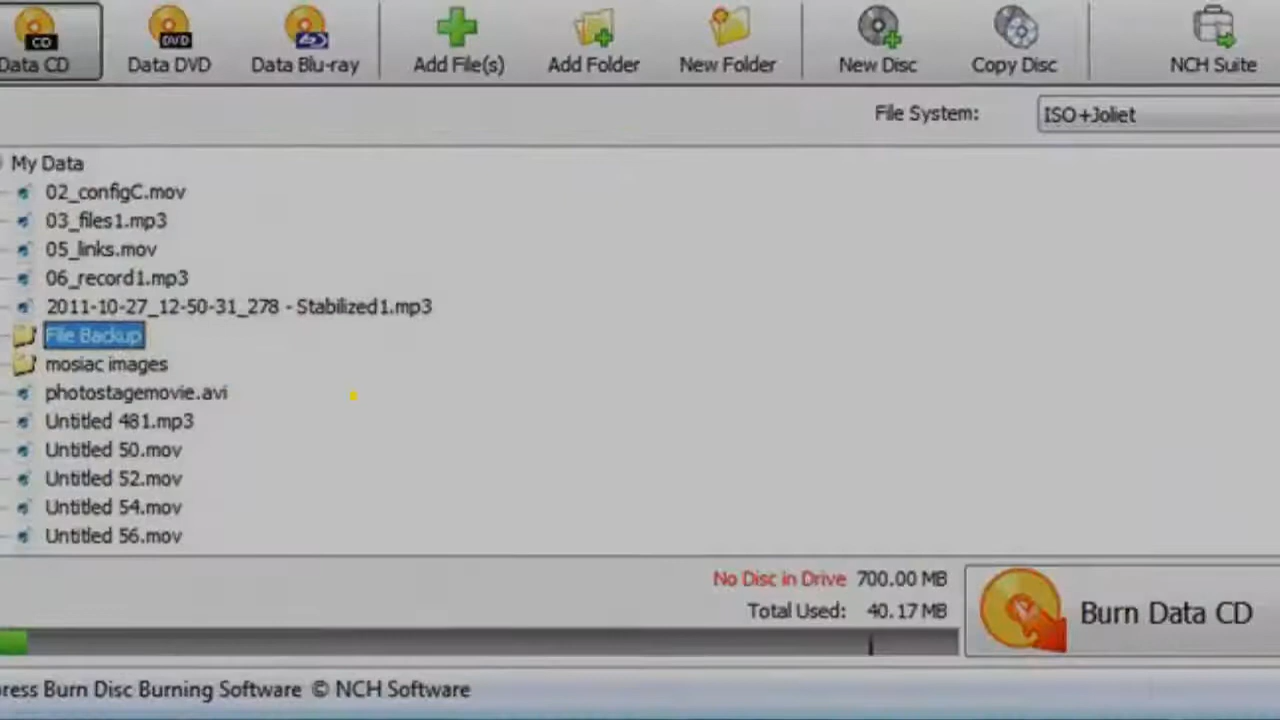 CD DVD
Data CD Data DVD Data Blu-ray Add File(s) Add Folder New Folder New Disc Copy Disc NCH Suite
File System: ISO+Joliet
My Data
02_configC.mov
03_files1.mp3
05_links.mov
06_record1.mp3
2011-10-27_12-50-31_278 - Stabilized1.mp3
File Backup
mosiac images
photostagemovie.avi
Untitled 481.mp3
Untitled 50.mov
Untitled 52.mov
Untitled 54.mov
Untitled 56.mov
No Disc in Drive 700.00 MB
Total Used: 40.17 MB
Burn Data CD
ress Burn Disc Burning Software © NCH Software